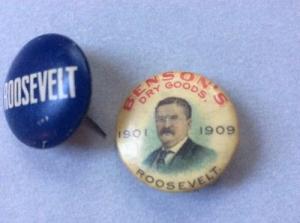 ROOSEVELT
BENSON'S
DRY GOODS,
1901 1909
ROOSEVELT